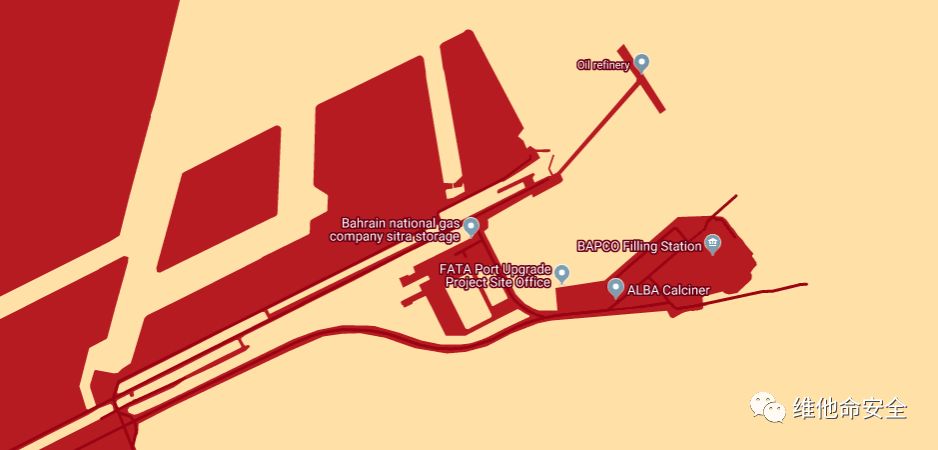 Oil refinery
Bahrain national gas
company sitra storage
BAPCO Filling Station
FATA Port Upgrade
Project Site Office
ALBA Calciner
维他命安全